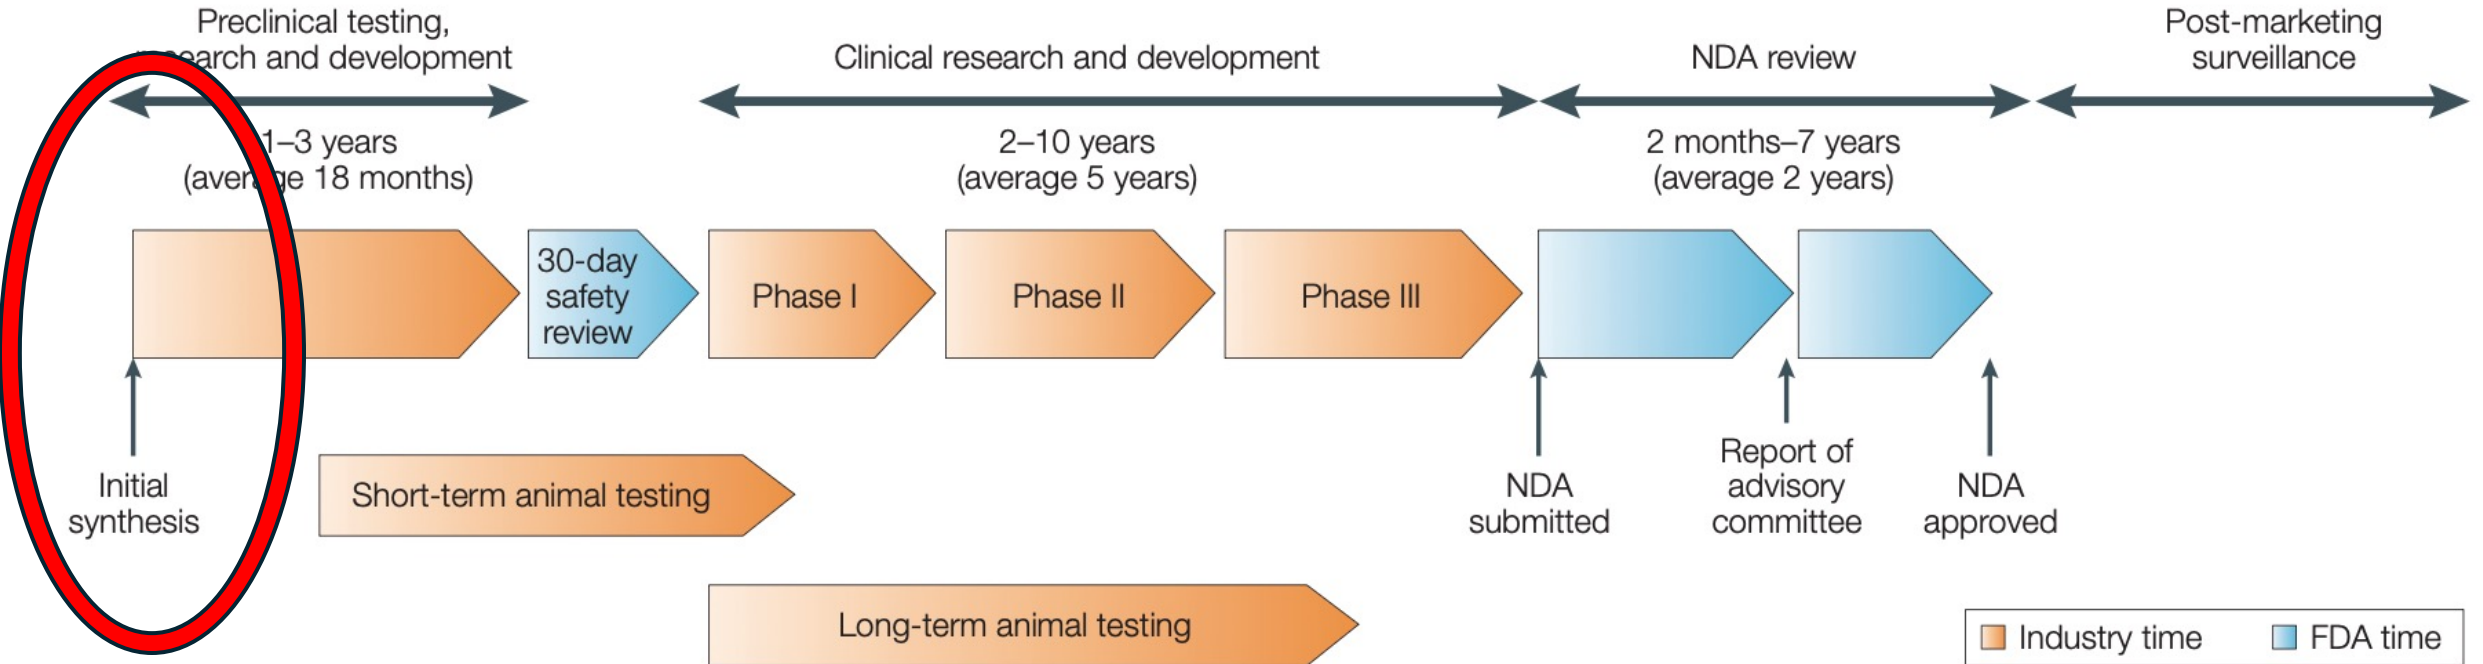 Preclinical testing,
research and development
1–3 years
(average 18 months)
Clinical research and development
2–10 years
(average 5 years)
NDA review
2 months–7 years
(average 2 years)
Post-marketing
surveillance
30-day
safety
review
Phase I
Phase II
Phase III
Initial
synthesis
Short-term animal testing
Long-term animal testing
NDA
submitted
Report of
advisory
committee
NDA
approved
Industry time
FDA time